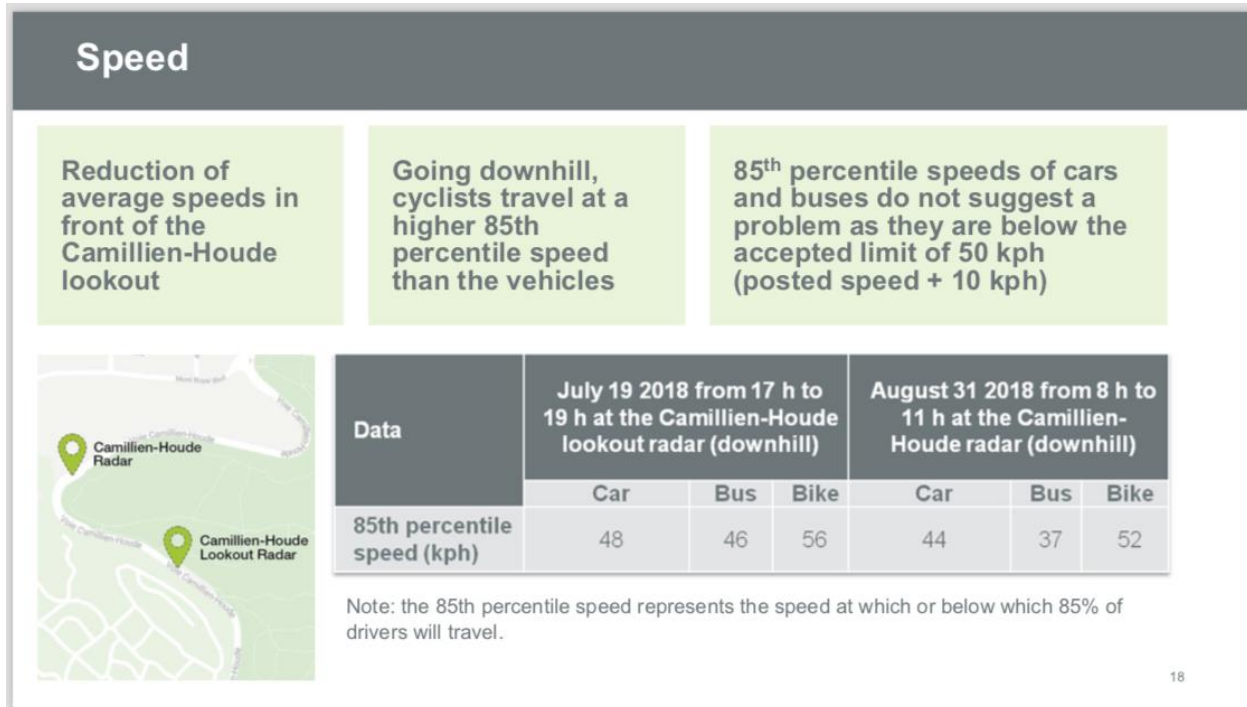 Speed
Reduction of
average speeds in
front of the
Camillien-Houde
lookout
Going downhill,
cyclists travel at a
higher 85th
percentile speed
than the vehicles
85th percentile speeds of cars
and buses do not suggest a
problem as they are below the
accepted limit of 50 kph
(posted speed + 10 kph)
Camillien-Houde
Radar
Camillien-Houde
Lookout Radar
Data
July 19 2018 from 17 h to
19 h at the Camillien-Houde
lookout radar (downhill)
August 31 2018 from 8 h to
11 h at the Camillien-
Houde radar (downhill)
Car Bus Bike Car Bus Bike
85th percentile
speed (kph)
48 46 56 44 37 52
Note: the 85th percentile speed represents the speed at which or below which 85% of
drivers will travel.
18